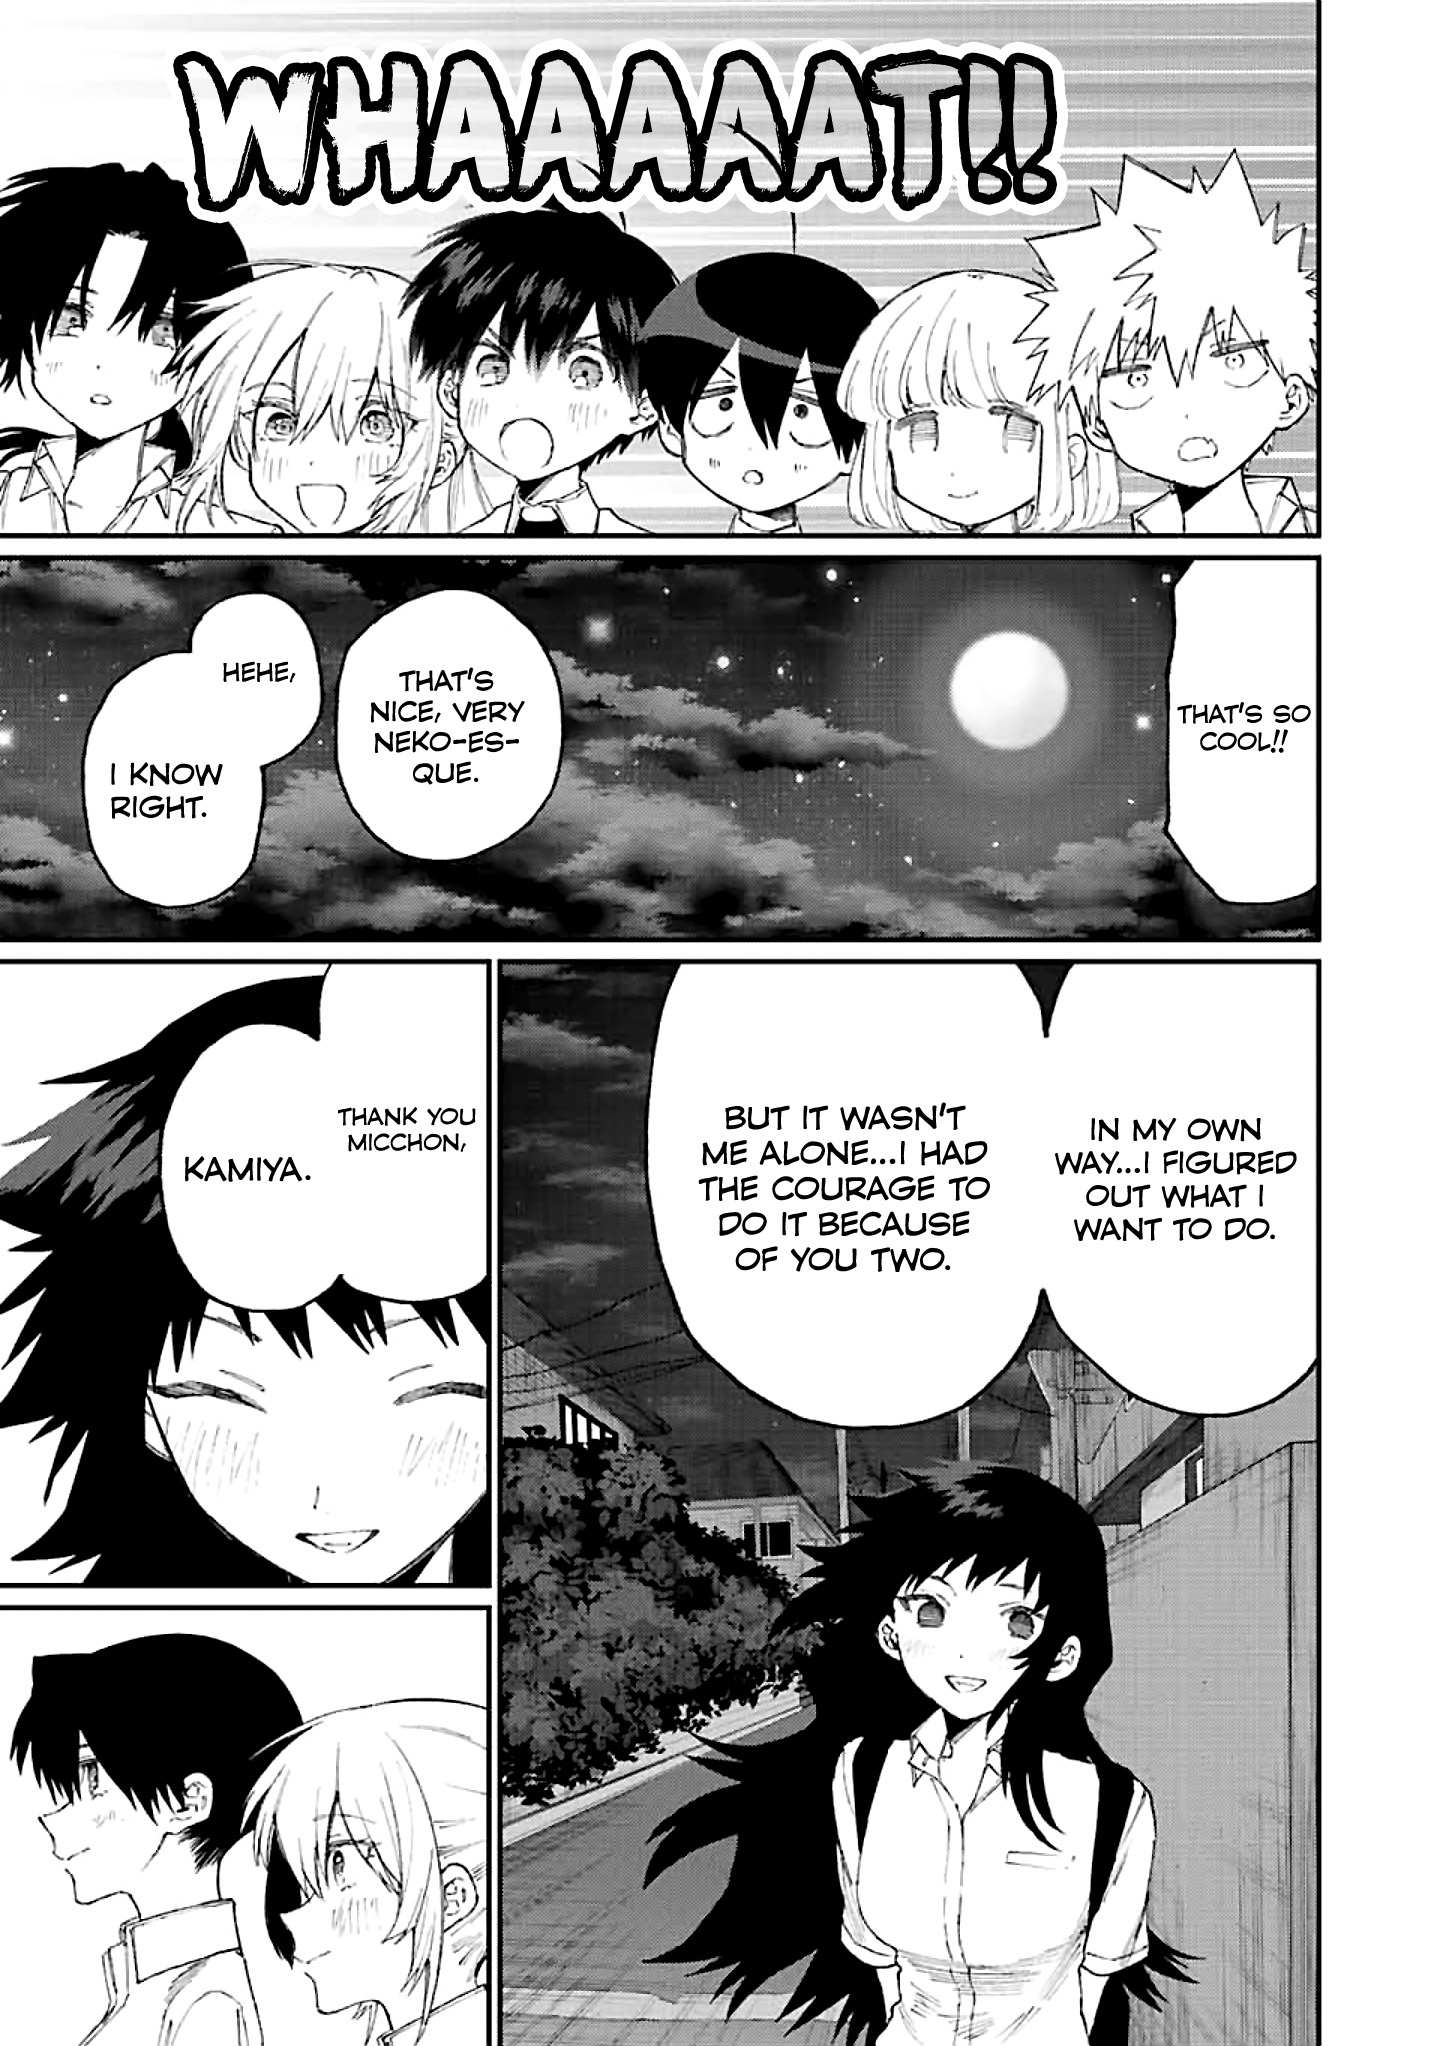 WHAAAAAT!!
THAT'S SO
COOL!!
THAT'S
NICE, VERY
NEKO-ES-
QUE.
HEHE,
I KNOW
RIGHT.
IN MY OWN
WAY...I FIGURED
OUT WHAT I
WANT TO DO.
BUT IT WASN'T
ME ALONE...I HAD
THE COURAGE TO
DO IT BECAUSE
OF YOU TWO.
THANK YOU
MICCHON,
KAMIYA.